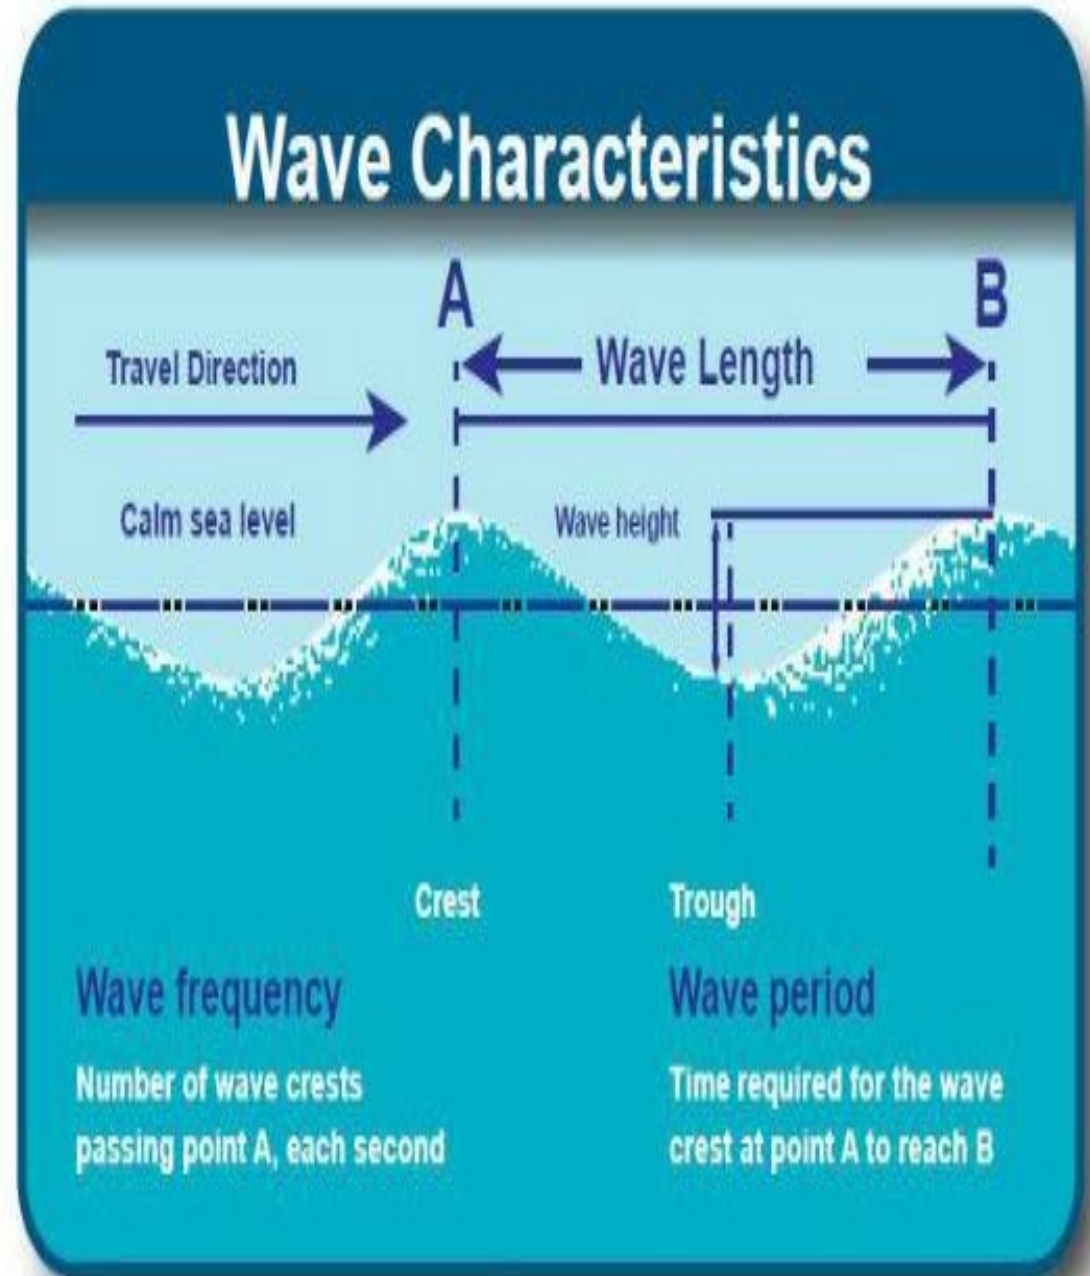 Wave Characteristics
A
B
Travel Direction
Wave Length
Calm sea level
Wave height
Crest
Trough
Wave frequency
Number of wave crests
passing point A, each second
Wave period
Time required for the wave
crest at point A to reach B